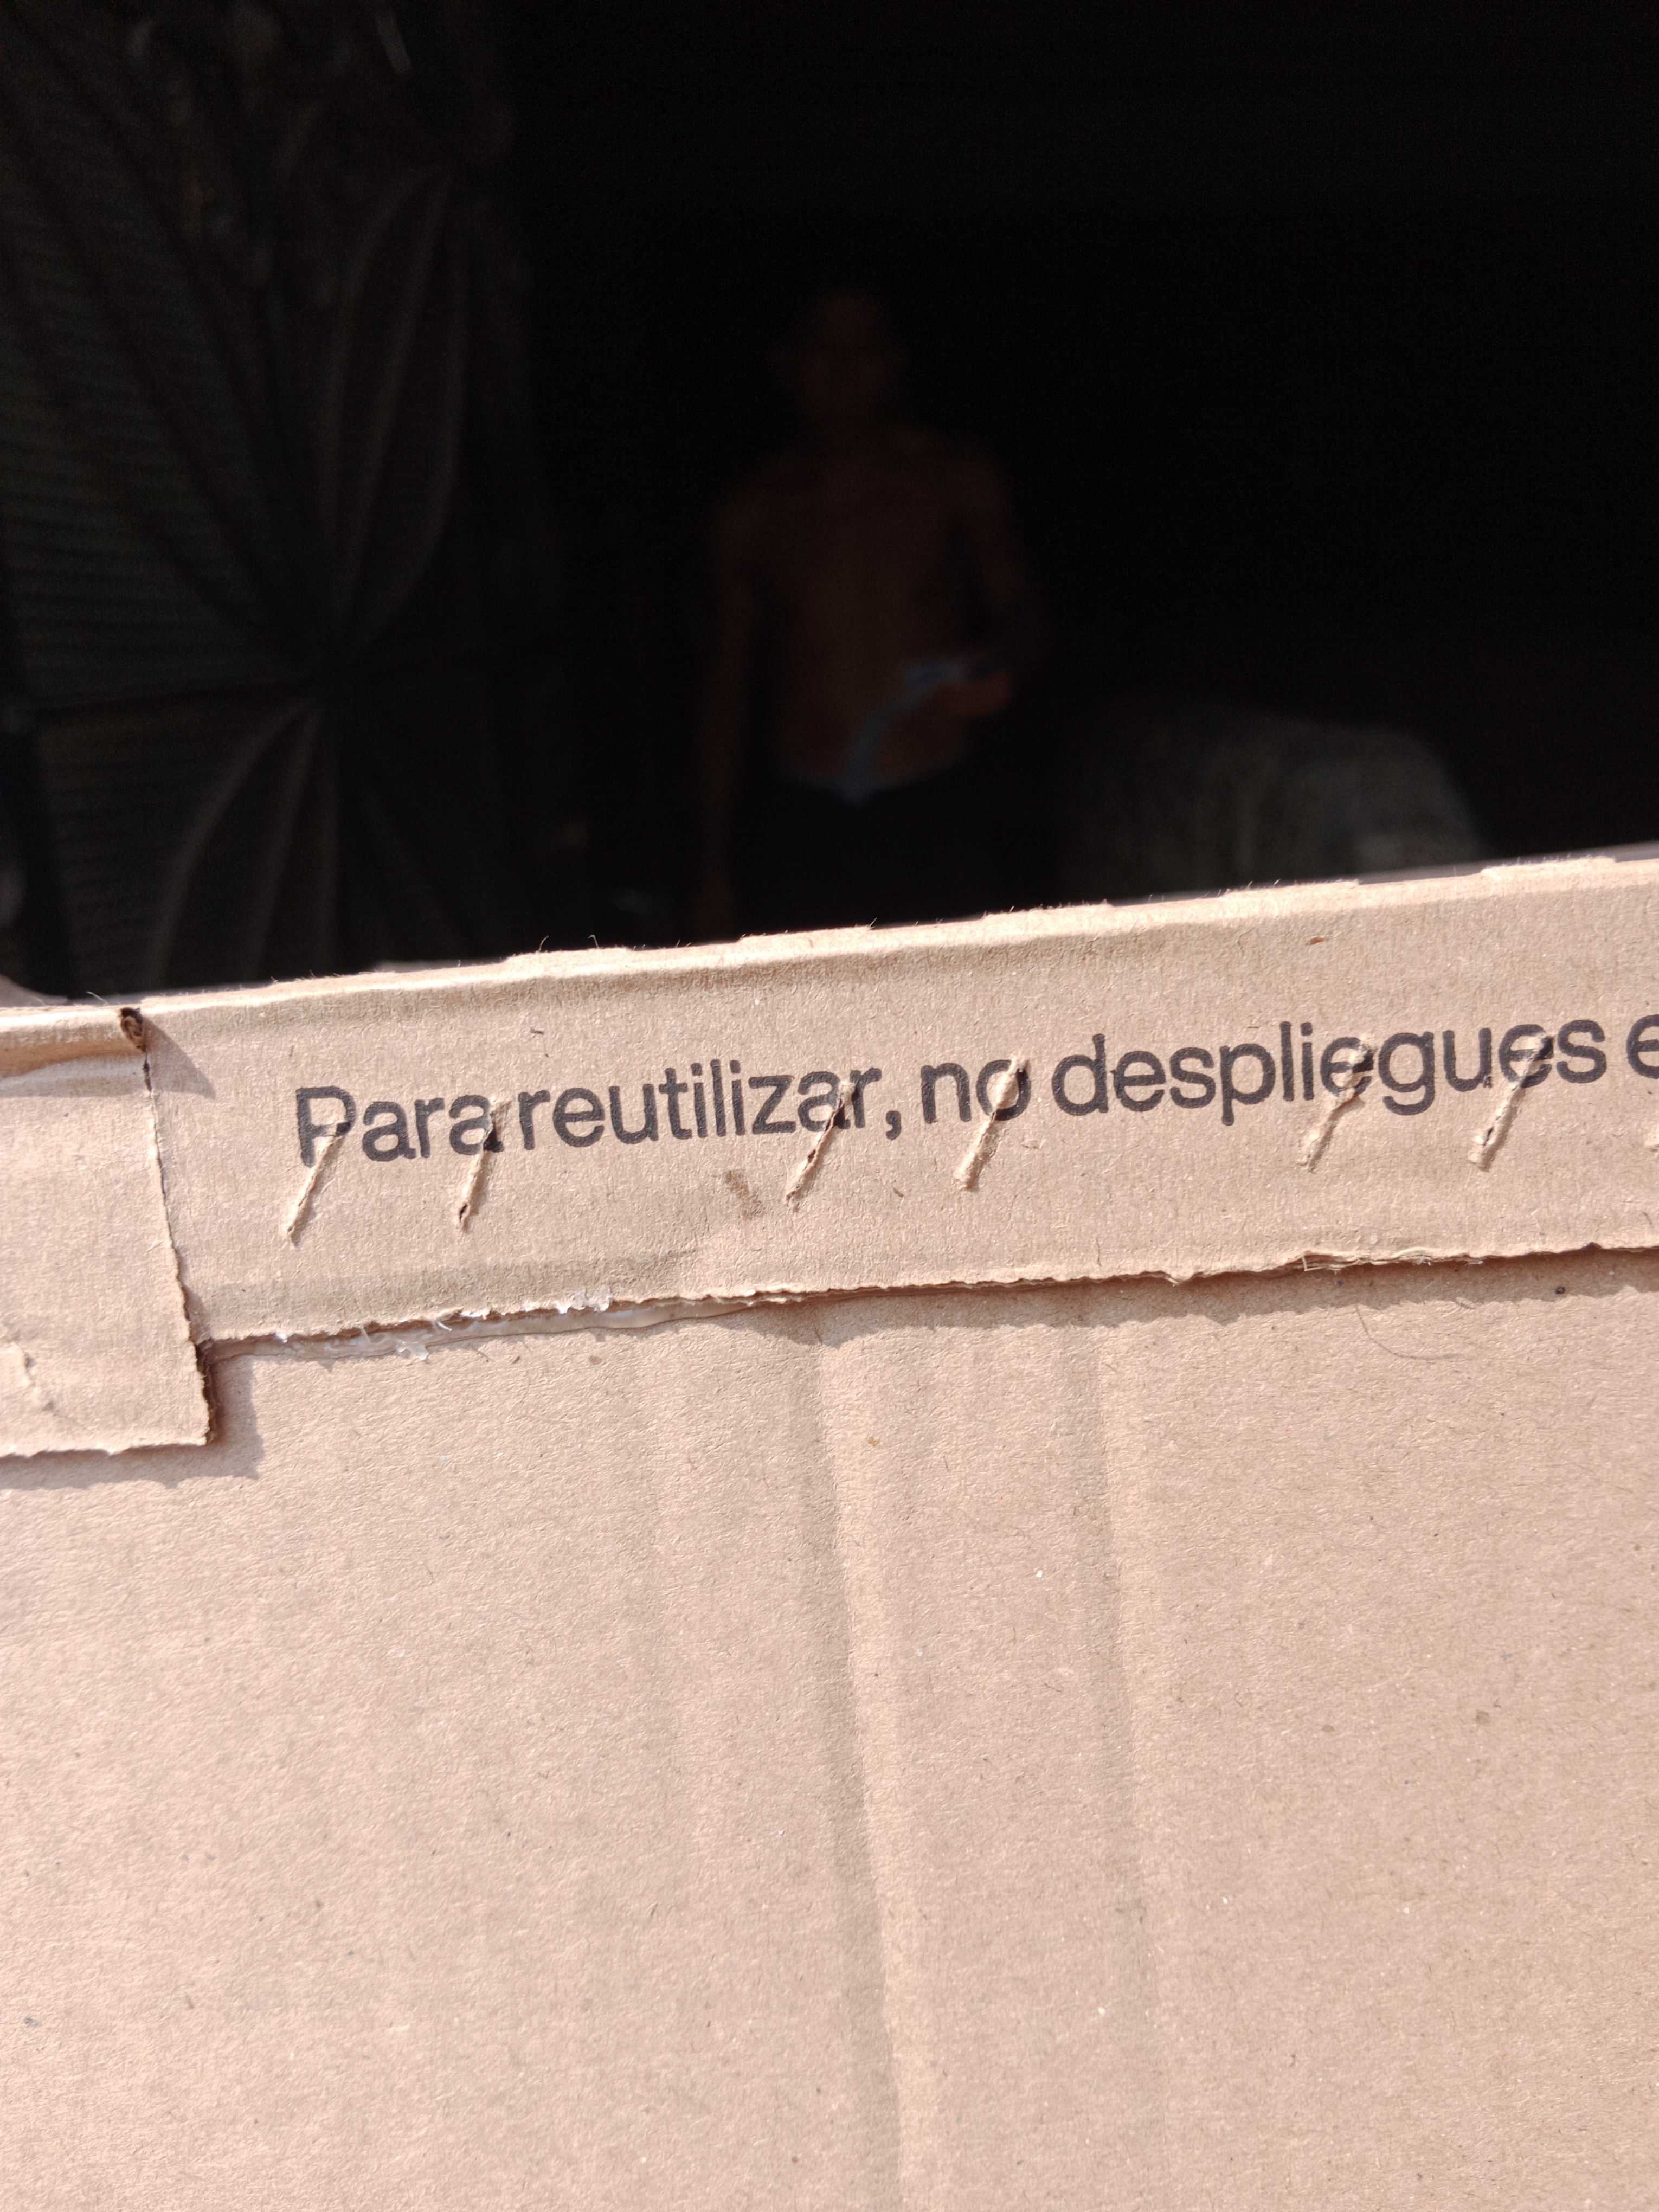 Para reutilizar, no despliegues e